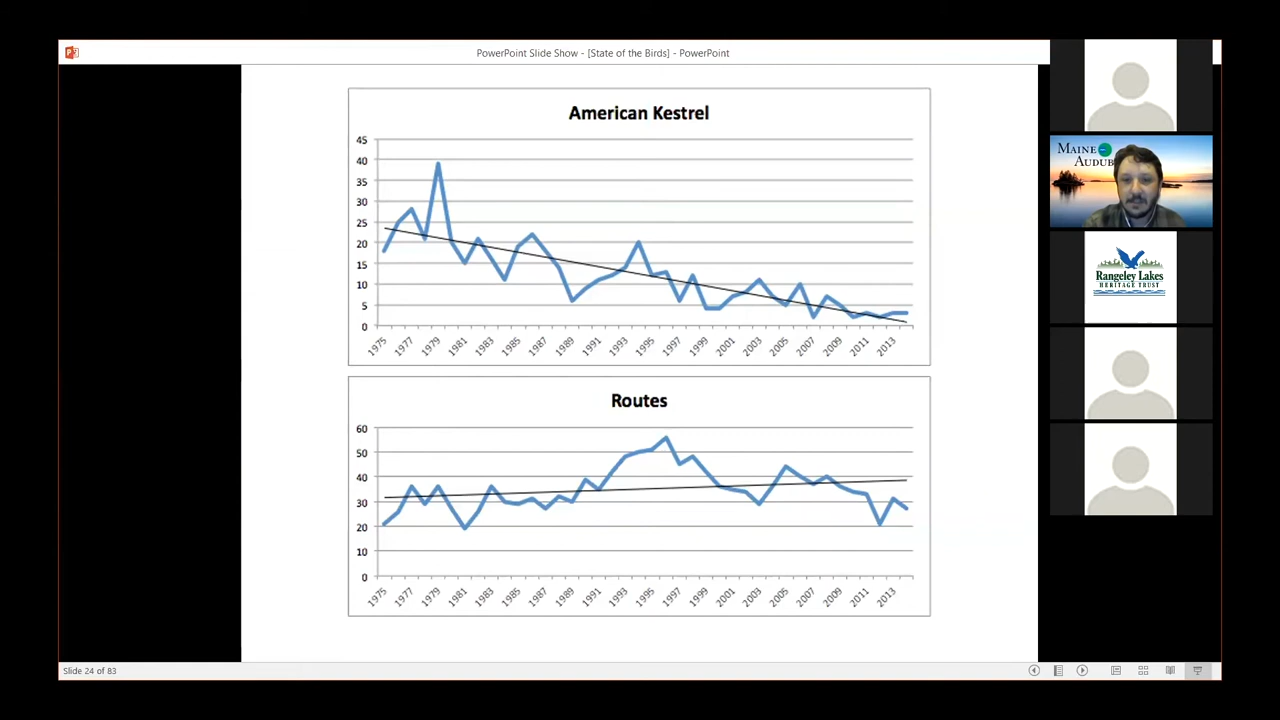 PowerPoint Slide Show - [State of the Birds] - PowerPoint
American Kestrel
45
40
35
30
25
20
15
10
5
0
1975 1977 1979 1981 1983 1985 1987 1989 1991 1993 1995 1997 1999 2001 2003 2005 2007 2009 2011 2013
Routes
60
50
40
30
20
10
0
1975 1977 1979 1981 1983 1985 1987 1989 1991 1993 1995 1997 1999 2001 2003 2005 2007 2009 2011 2013
Slide 24 of 83
MAINE
AUDUB
Rangeley Lakes
HERITAGE TRUST